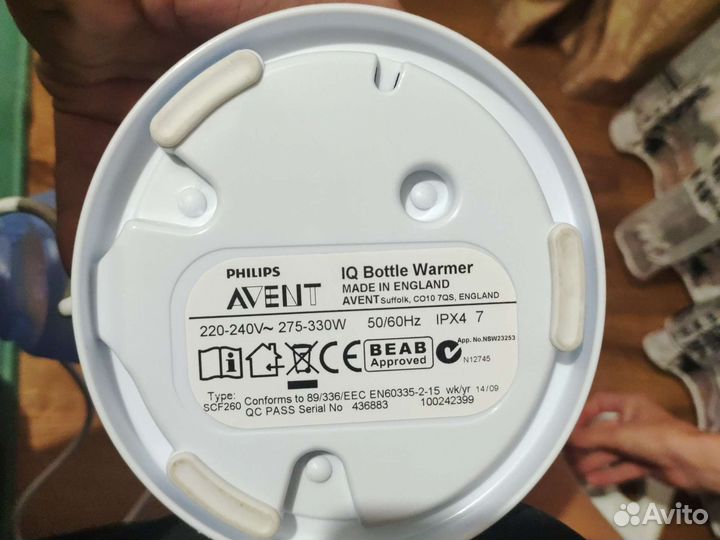 PHILIPS
AVENT
IQ Bottle Warmer
MADE IN ENGLAND
AVENT Suffolk, CO10 7QS, ENGLAND
220-240V~ 275-330W 50/60Hz IPX4 7
i CE BEAB Approved
App. No.NSW23253
N12745
Type: SCF260
Conforms to 89/336/EEC EN60335-2-15 wk/yr 14/09
QC PASS Serial No 436883 100242399
Avito